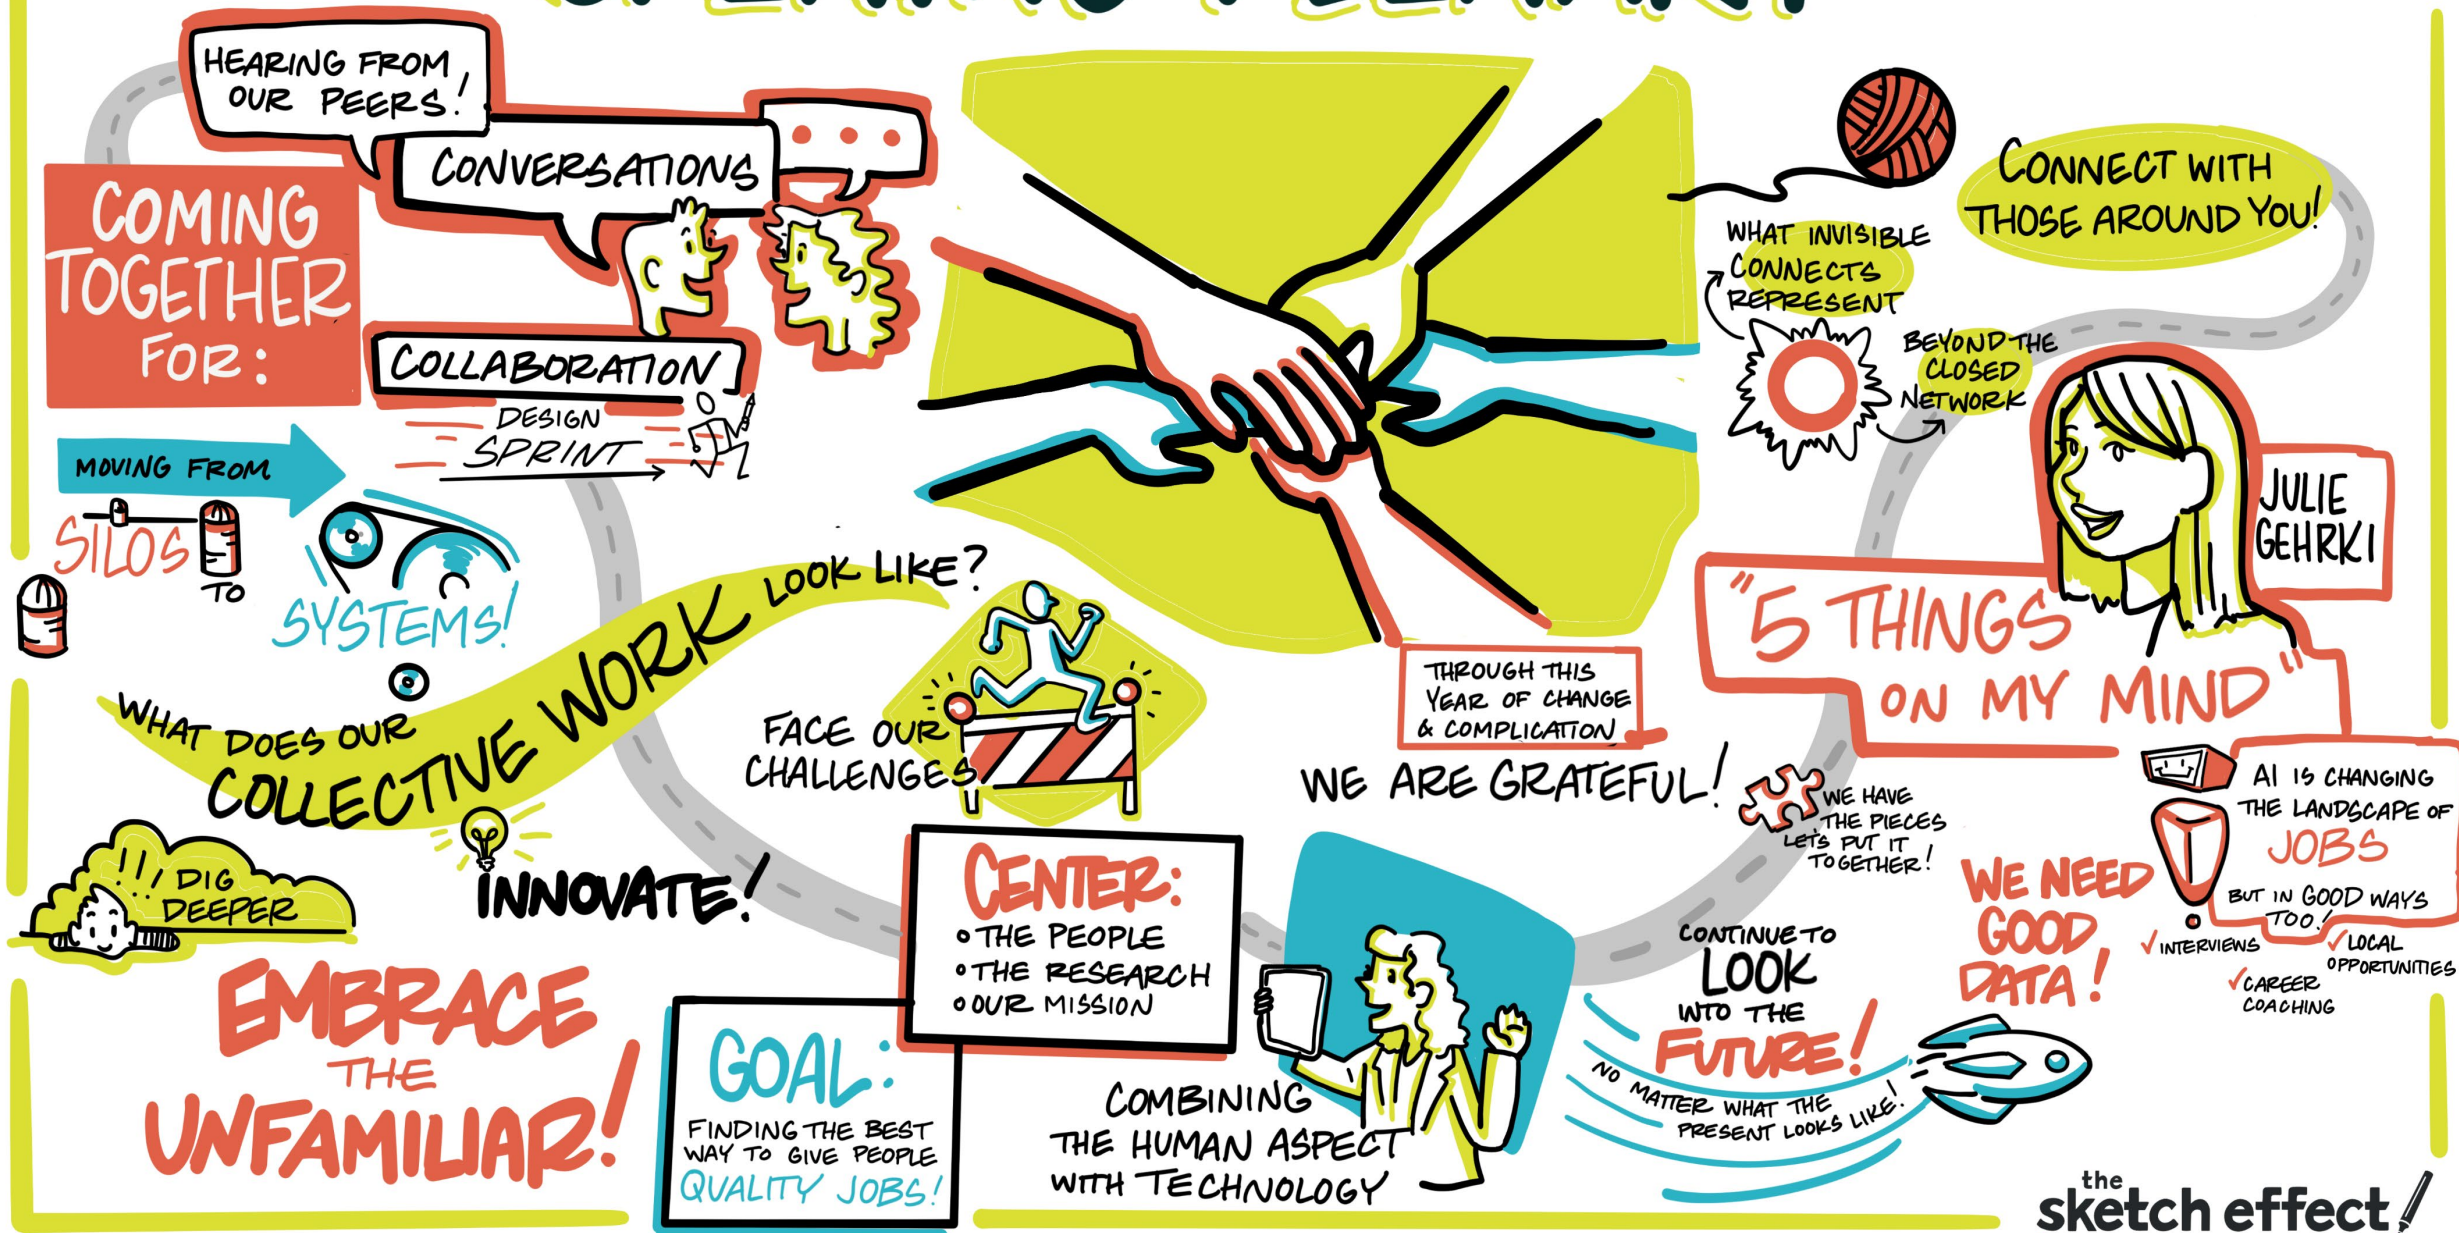 OPENING PLENARY
HEARING FROM
OUR PEERS!
CONVERSATIONS
COMING
TOGETHER
FOR:
COLLABORATION
DESIGN
SPRINT
MOVING FROM
SILOS
TO
SYSTEMS!
WHAT DOES OUR
COLLECTIVE WORK
LOOK LIKE?
FACE OUR
CHALLENGES
!!! DIG
DEEPER
INNOVATE!
EMBRACE
THE
UNFAMILIAR!
GOAL:
FINDING THE BEST
WAY TO GIVE PEOPLE
QUALITY JOBS!
CENTER:
• THE PEOPLE
• THE RESEARCH
• OUR MISSION
COMBINING
THE HUMAN ASPECT
WITH TECHNOLOGY
THROUGH THIS
YEAR OF CHANGE
& COMPLICATION
WE ARE GRATEFUL!
CONNECT WITH
THOSE AROUND YOU!
WHAT INVISIBLE
CONNECTS
REPRESENT
BEYOND THE
CLOSED
NETWORK
JULIE
GEHRKI
"5 THINGS
ON MY MIND"
WE HAVE
THE PIECES
LET'S PUT IT
TOGETHER!
AI IS CHANGING
THE LANDSCAPE OF
JOBS
BUT IN GOOD WAYS
TOO!
✓ INTERVIEWS
✓ LOCAL
OPPORTUNITIES
✓ CAREER
COACHING
WE NEED
GOOD
DATA!
CONTINUE TO
LOOK
INTO THE
FUTURE!
NO MATTER WHAT THE
PRESENT LOOKS LIKE!
the
sketch effect